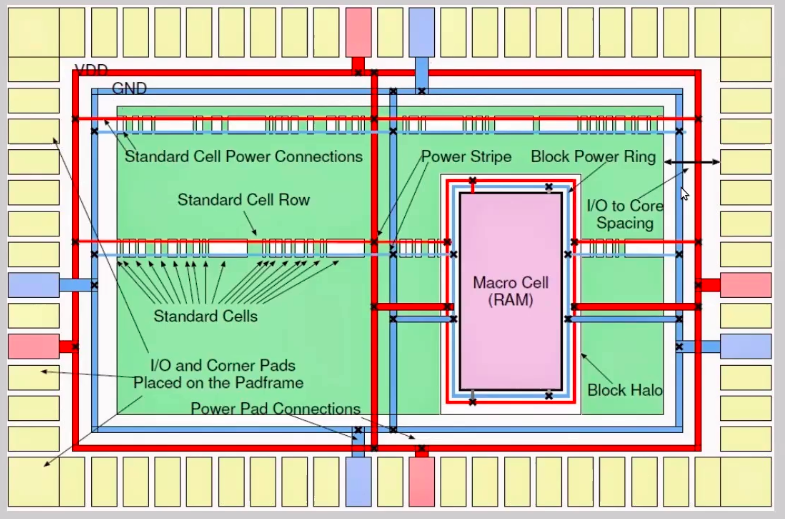 VDD
GND
Standard Cell Power Connections
Power Stripe
Block Power Ring
Standard Cell Row
I/O to Core
Spacing
Macro Cell
(RAM)
Standard Cells
I/O and Corner Pads
Placed on the Padframe
Block Halo
Power Pad Connections